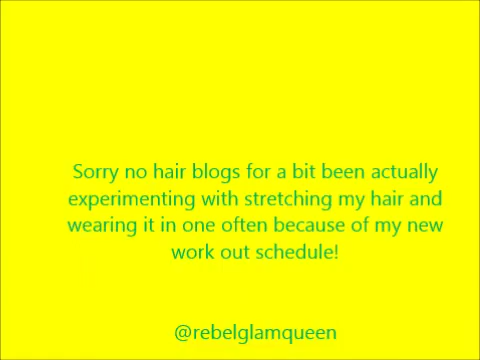 Sorry no hair blogs for a bit been actually
experimenting with stretching my hair and
wearing it in one often because of my new
work out schedule!
@rebelglamqueen